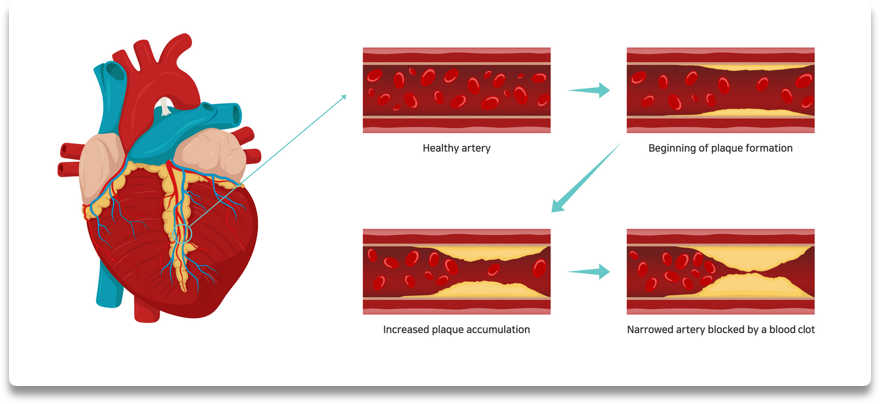 Healthy artery
Beginning of plaque formation
Increased plaque accumulation
Narrowed artery blocked by a blood clot